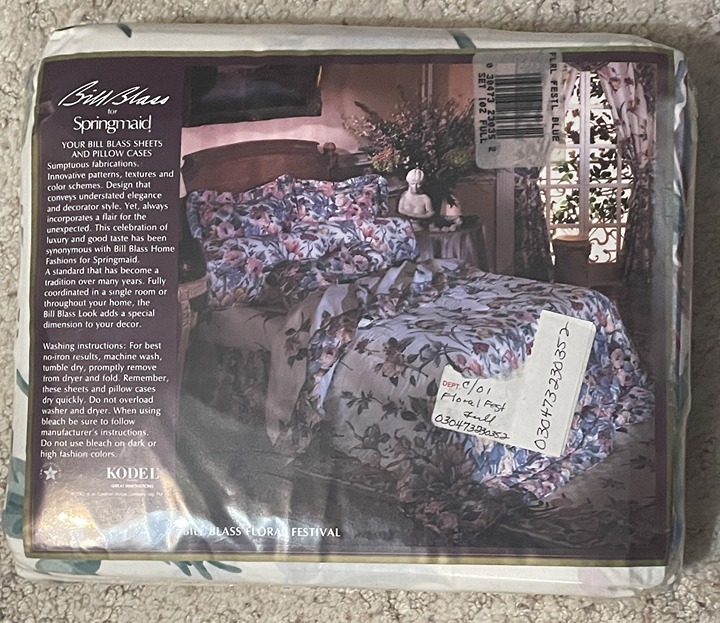 Bill Blass
for
Springmaid
YOUR BILL BLASS SHEETS
AND PILLOW CASES
Sumptuous fabrications.
Innovative patterns, textures and
color schemes. Design that
conveys understated elegance
and decorator style. Yet, always
incorporates a flair for the
unexpected. This celebration of
luxury and good taste has been
synonymous with Bill Blass Home
Fashions for Springmaid.
A standard that has become a
tradition over many years. Fully
coordinated in a single room or
throughout your home, the
Bill Blass Look adds a special
dimension to your decor.
Washing instructions: For best
no-iron results, machine wash,
tumble dry, promptly remove
from dryer and fold. Remember,
these sheets and pillow cases
dry quickly. Do not overload
washer and dryer. When using
bleach be sure to follow
manufacturer's instructions.
Do not use bleach on dark or
high fashion colors.
KODEL
BILL BLASS FLORAL FESTIVAL
FLRL FESTL BLUE
0 30473 23035 2
SET 102 FULL
DEPT. C/01
Floral Fest
Full
030473230352
030473230352